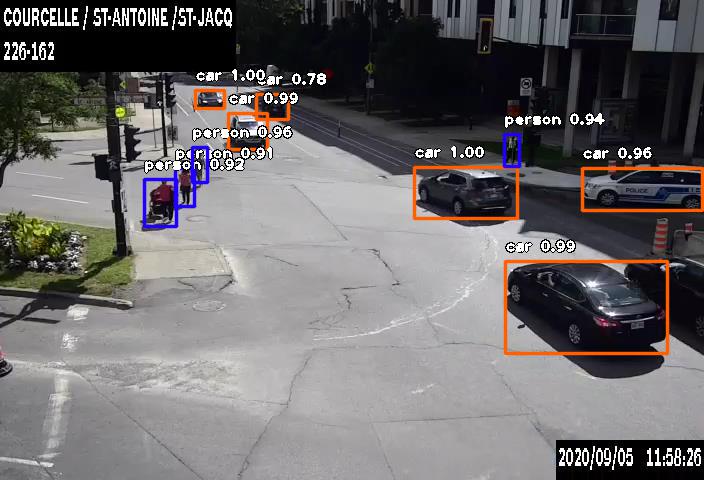 COURCELLE / ST-ANTOINE /ST-JACQ
226-162
car 1.00
car 0.78
car 0.99
person 0.96
person 0.91
person 0.92
person 0.94
car 1.00
car 0.96
POLICE
car 0.99
2020/09/05 11:58:26